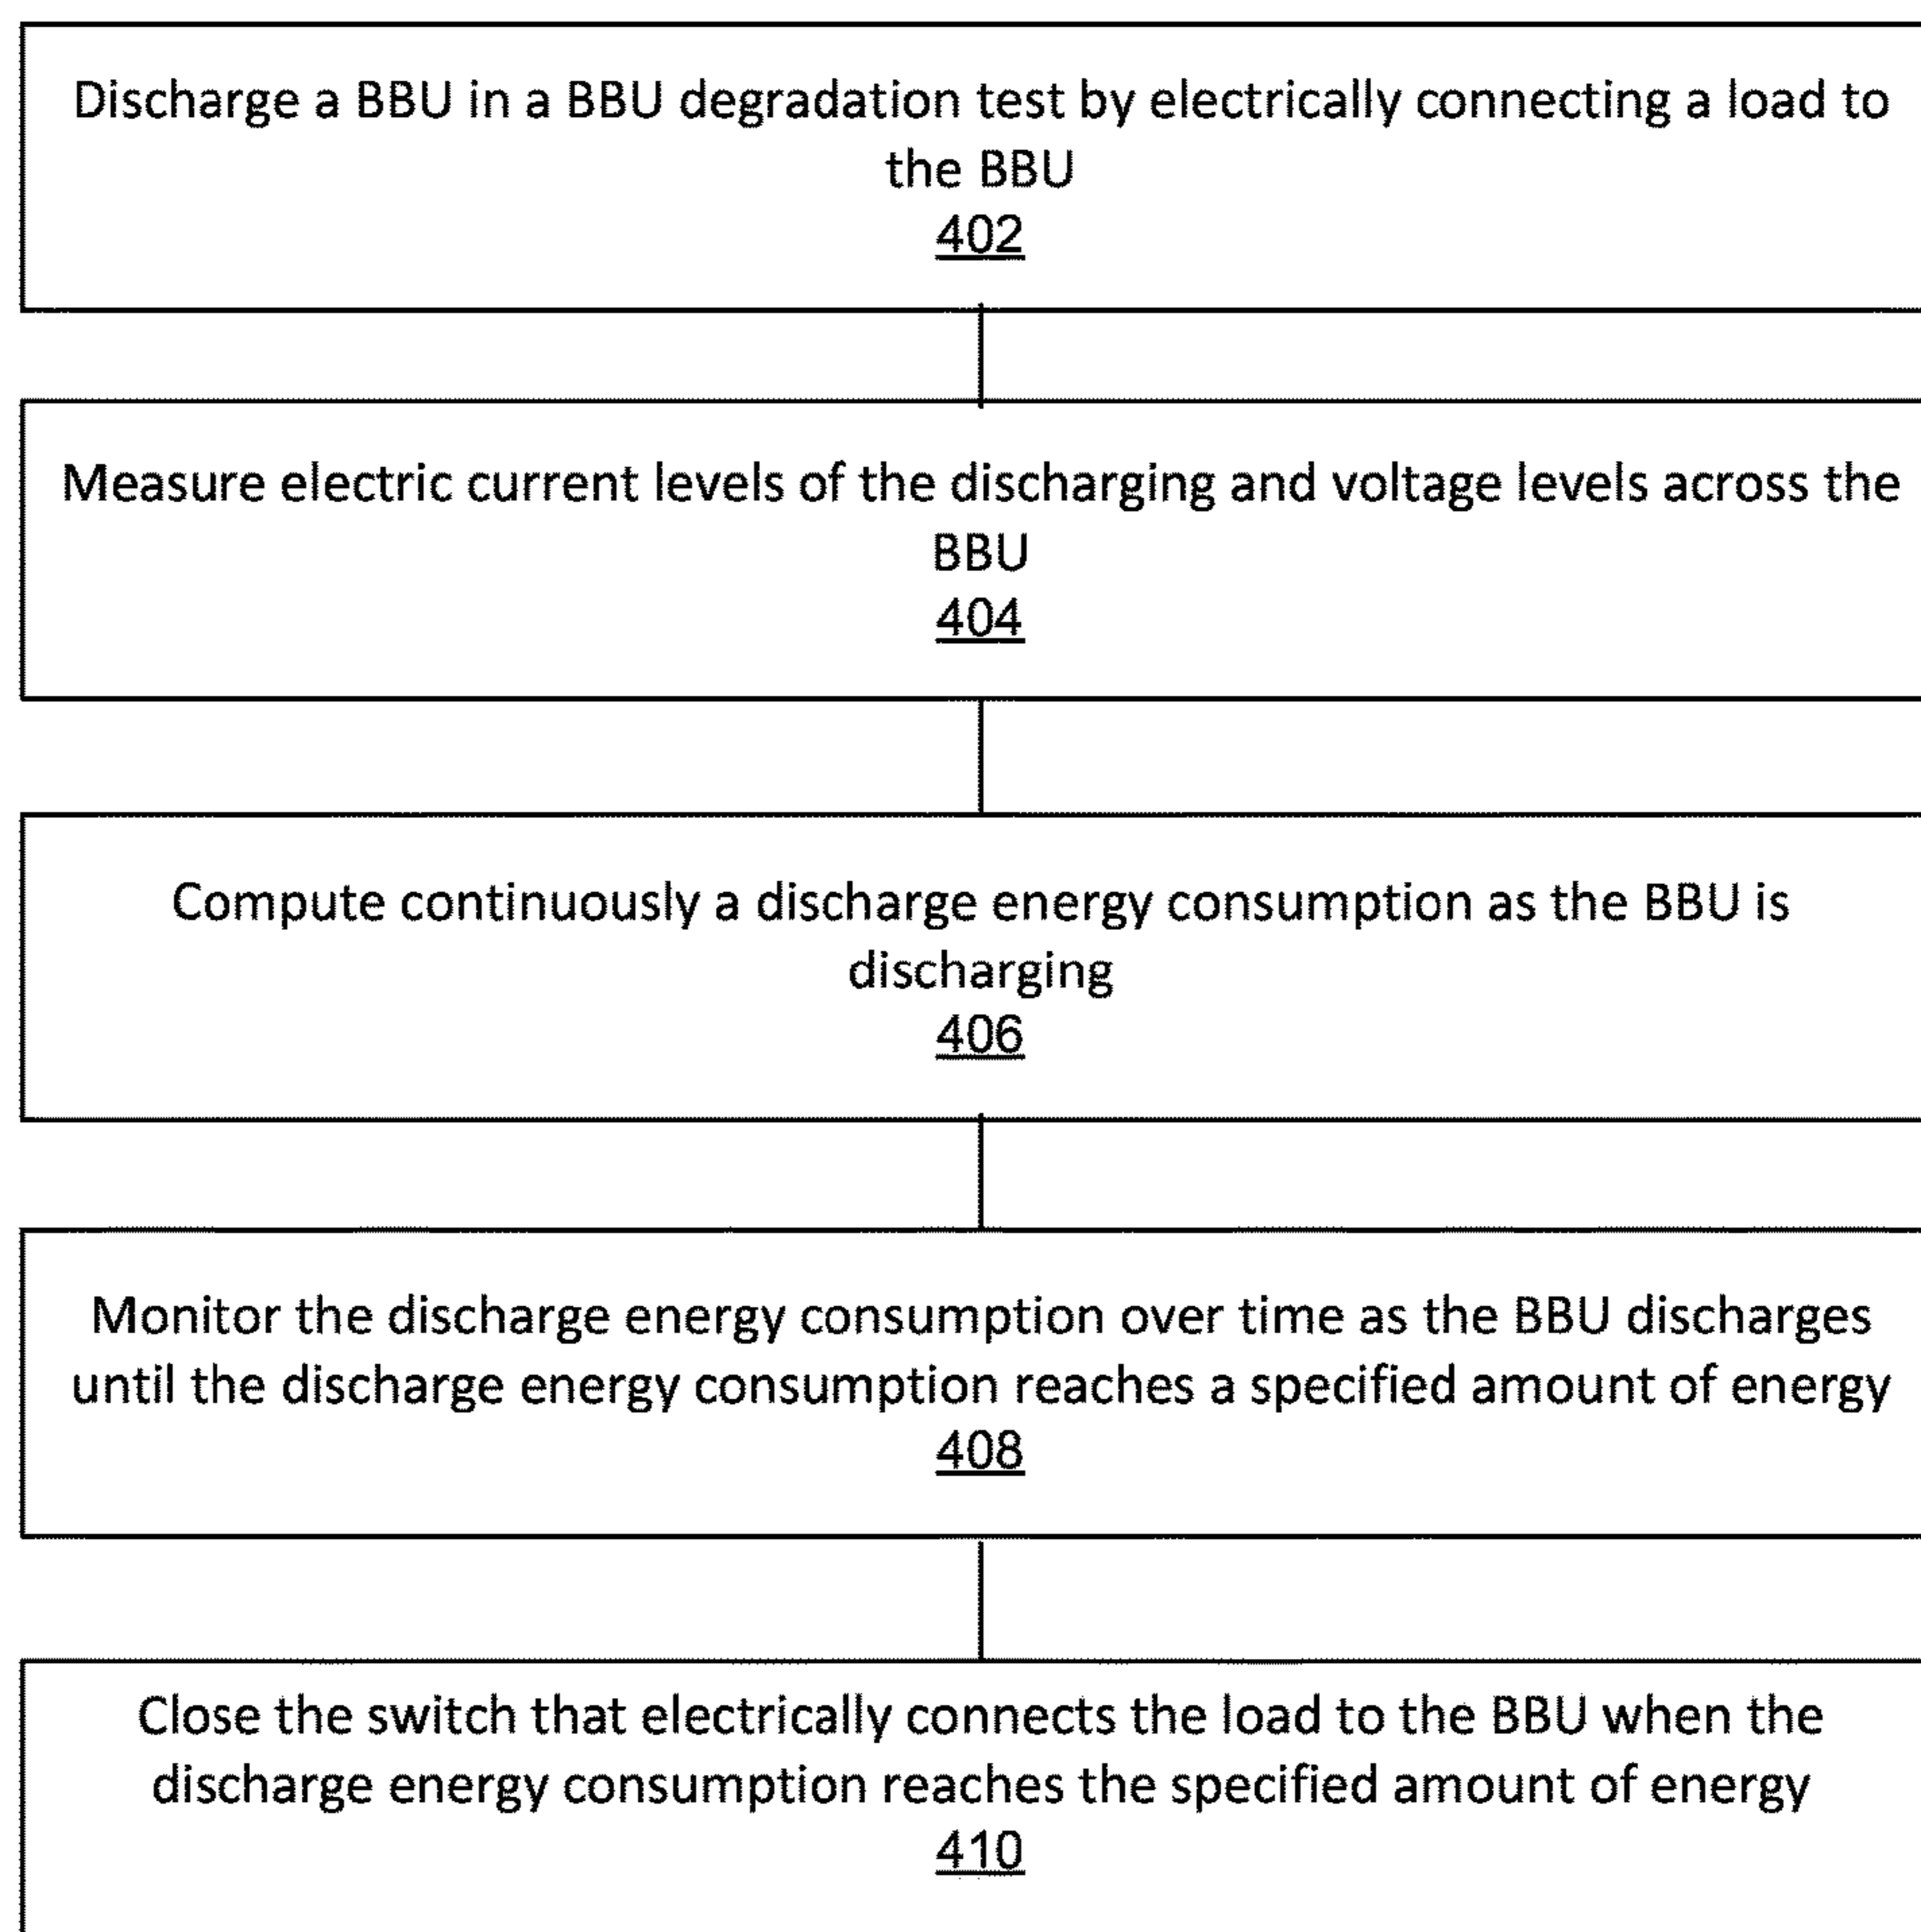 Discharge a BBU in a BBU degradation test by electrically connecting a load to
the BBU
402
Measure electric current levels of the discharging and voltage levels across the
BBU
404
Compute continuously a discharge energy consumption as the BBU is
discharging
406
Monitor the discharge energy consumption over time as the BBU discharges
until the discharge energy consumption reaches a specified amount of energy
408
Close the switch that electrically connects the load to the BBU when the
discharge energy consumption reaches the specified amount of energy
410